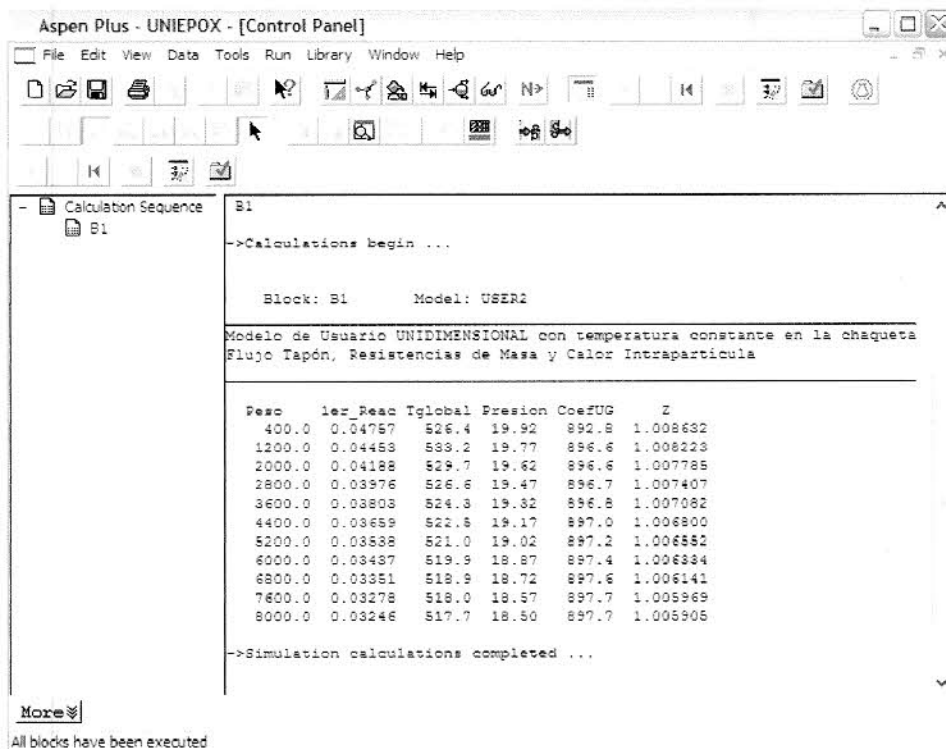 Aspen Plus - UNIEPOX - [Control Panel]
File Edit View Data Tools Run Library Window Help
N>
Calculation Sequence
B1
B1
->Calculations begin ...
Block: B1 Model: USER2
Modelo de Usuario UNIDIMENSIONAL con temperatura constante en la chaqueta
Flujo Tapón, Resistencias de Masa y Calor Intraparticula
Peso 1er_Reac Tglobal Presion CoefUG Z
400.0 0.04757 526.4 19.92 892.8 1.008632
1200.0 0.04453 533.2 19.77 896.6 1.008223
2000.0 0.04188 529.7 19.62 896.6 1.007785
2800.0 0.03976 526.6 19.47 896.7 1.007407
3600.0 0.03803 524.3 19.32 896.8 1.007082
4400.0 0.03659 522.5 19.17 897.0 1.006800
5200.0 0.03538 521.0 19.02 897.2 1.006552
6000.0 0.03437 519.9 18.87 897.4 1.006334
6800.0 0.03351 518.9 18.72 897.6 1.006141
7600.0 0.03278 518.0 18.57 897.7 1.005969
8000.0 0.03246 517.7 18.50 897.7 1.005905
->Simulation calculations completed ...
More
All blocks have been executed